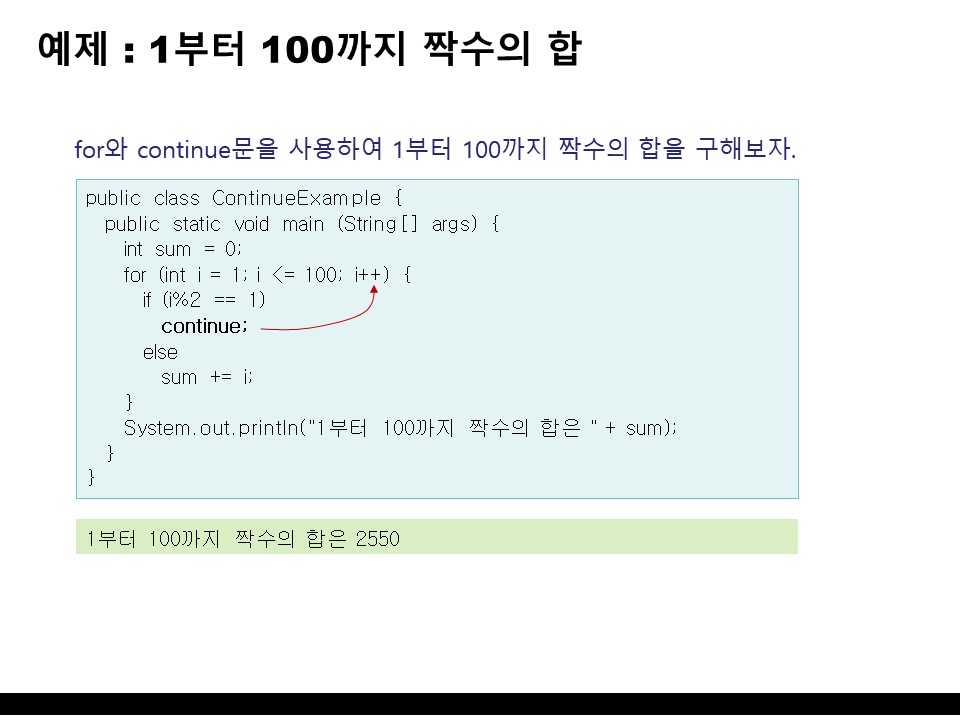 예제 : 1부터 100까지 짝수의 합
for와 continue문을 사용하여 1부터 100까지 짝수의 합을 구해보자.
public class ContinueExample {
public static void main (String[] args) {
int sum = 0;
for (int i = 1; i <= 100; i++) {
if (i%2 == 1)
continue;
else
sum += i;
}
System.out.println("1부터 100까지 짝수의 합은 " + sum);
}
}
1부터 100까지 짝수의 합은 2550